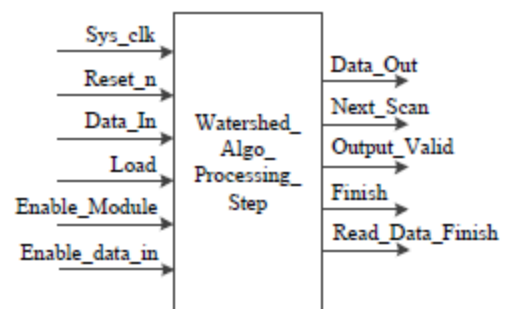 Sys_clk
Reset_n
Data_In
Load
Enable_Module
Enable_data_in
Watershed_
Algo_
Processing_
Step
Data_Out
Next_Scan
Output_Valid
Finish
Read_Data_Finish